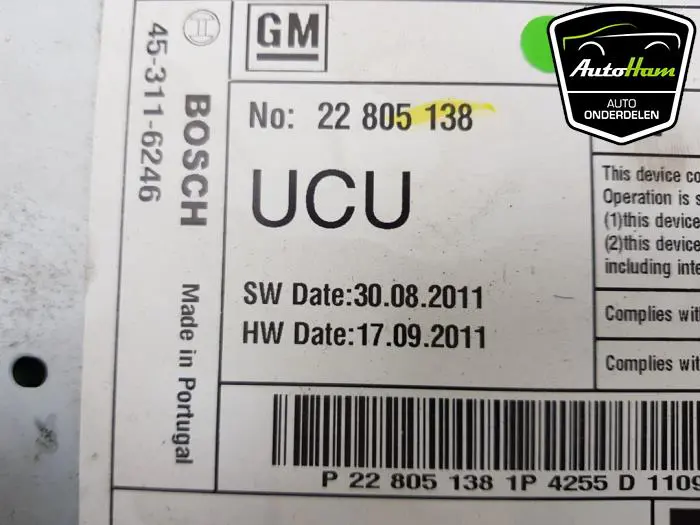 GM
AutoHam
AUTO
ONDERDELEN
45-311-6246
BOSCH
Made in Portugal
No: 22 805 138
UCU
SW Date:30.08.2011
HW Date:17.09.2011
This device co
Operation is s
(1)this device
(2)this device
including inte
Complies wit
Complies wit
P 22 805 138 1P 4255 D 1109